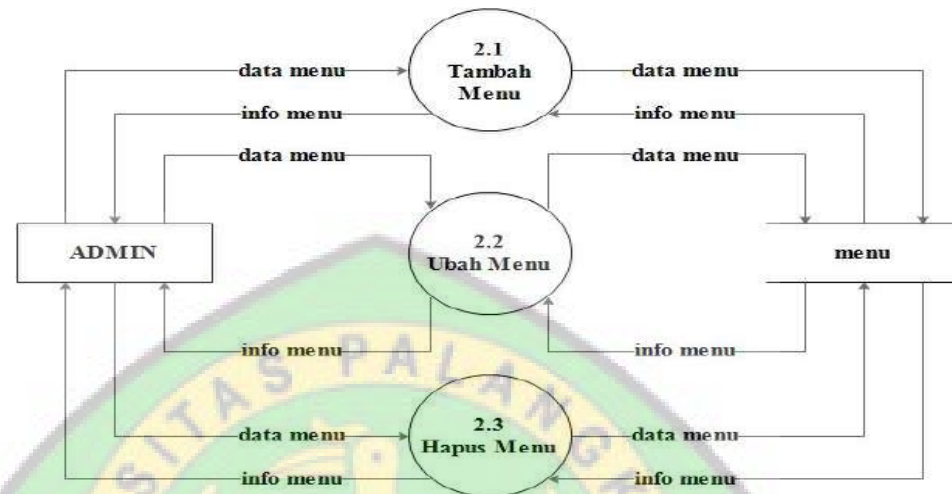 2.1
Tambah
Menu
data menu
data menu
info menu
info menu
data menu
data menu
ADMIN
2.2
Ubah Menu
menu
info menu
info menu
2.3
Hapus Menu
data menu
data menu
info menu
info menu
SITAS PALANGK